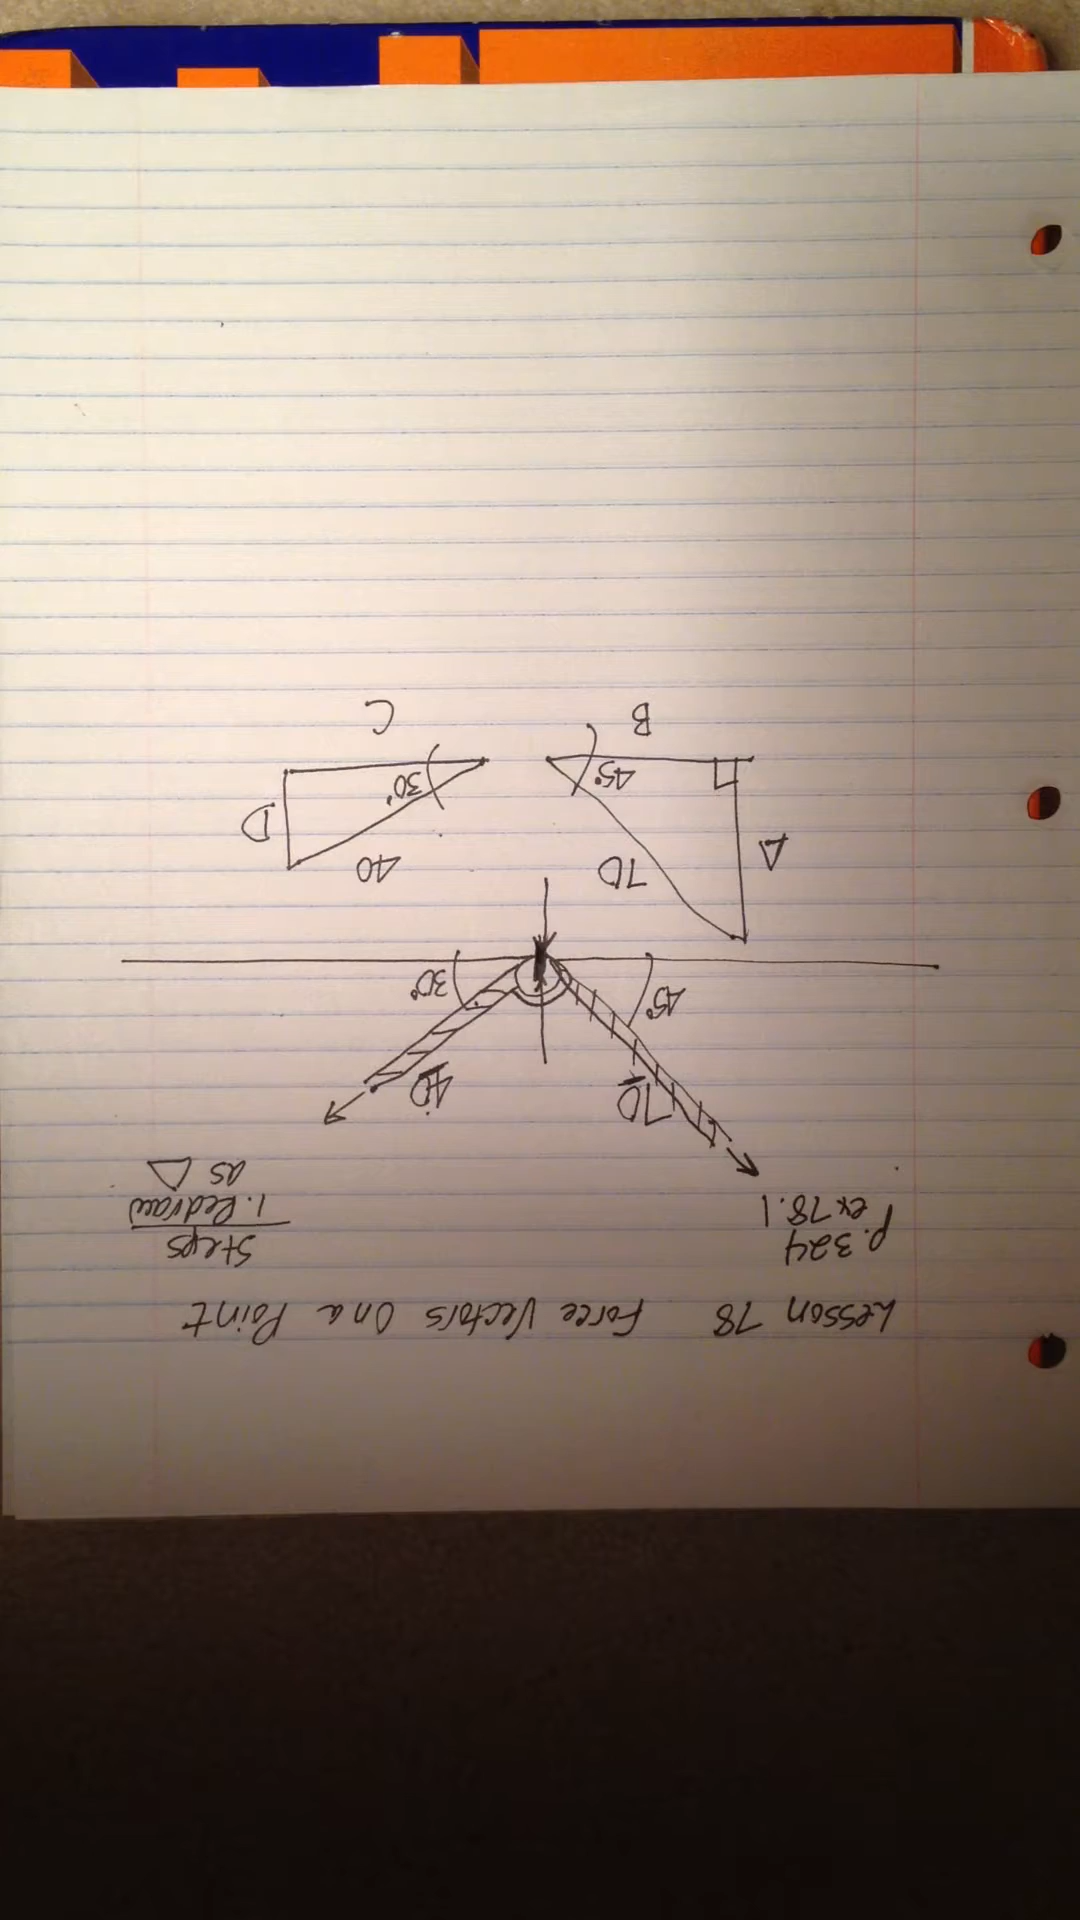 Lesson 78 Force Vectors On a Point
p.324
ex 78.1
Steps
1. Redraw
as △
70
40
45°
30°
A
70
45°
B
40
30°
D
C